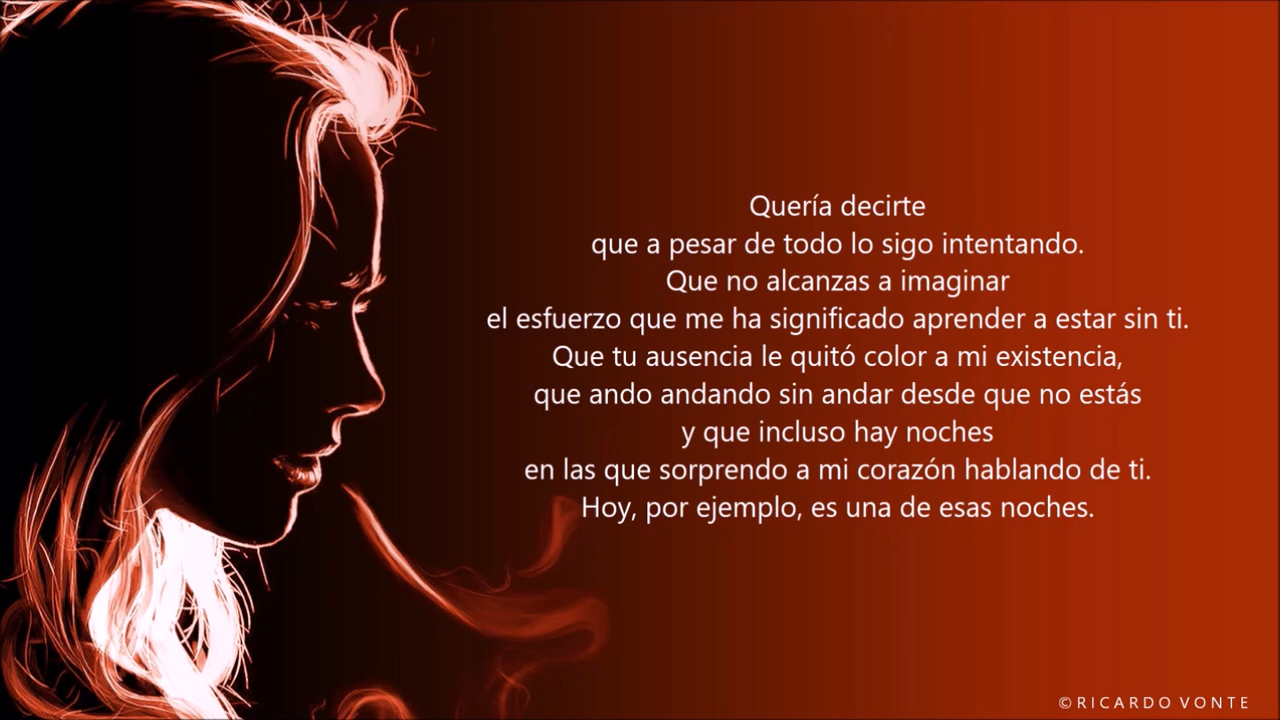 Quería decirte
que a pesar de todo lo sigo intentando.
Que no alcanzas a imaginar
el esfuerzo que me ha significado aprender a estar sin ti.
Que tu ausencia le quitó color a mi existencia,
que ando andando sin andar desde que no estás
y que incluso hay noches
en las que sorprendo a mi corazón hablando de ti.
Hoy, por ejemplo, es una de esas noches.
©RICARDO VONTE